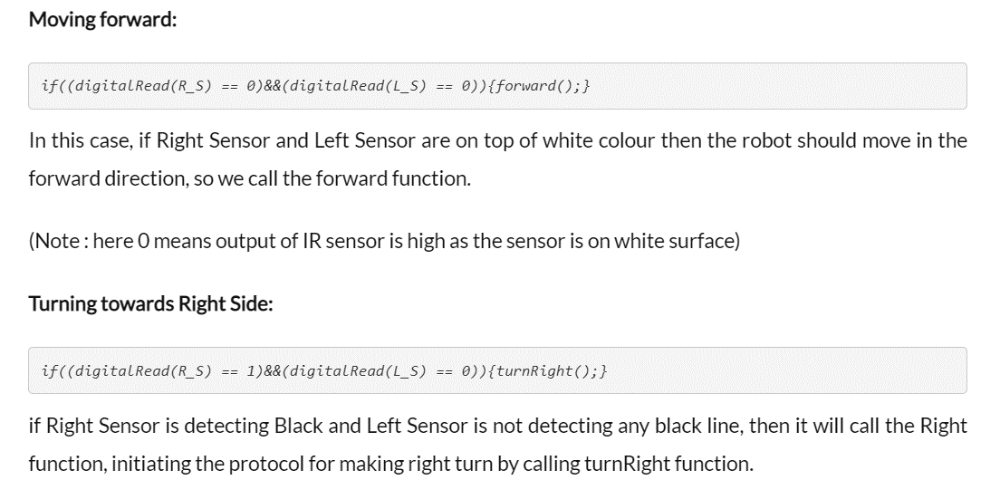 Moving forward:
if((digitalRead(R_S) == 0)&&(digitalRead(L_S) == 0)){forward();}
In this case, if Right Sensor and Left Sensor are on top of white colour then the robot should move in the
forward direction, so we call the forward function.
(Note : here 0 means output of IR sensor is high as the sensor is on white surface)
Turning towards Right Side:
if((digitalRead(R_S) == 1)&&(digitalRead(L_S) == 0)){turnRight();}
if Right Sensor is detecting Black and Left Sensor is not detecting any black line, then it will call the Right
function, initiating the protocol for making right turn by calling turnRight function.